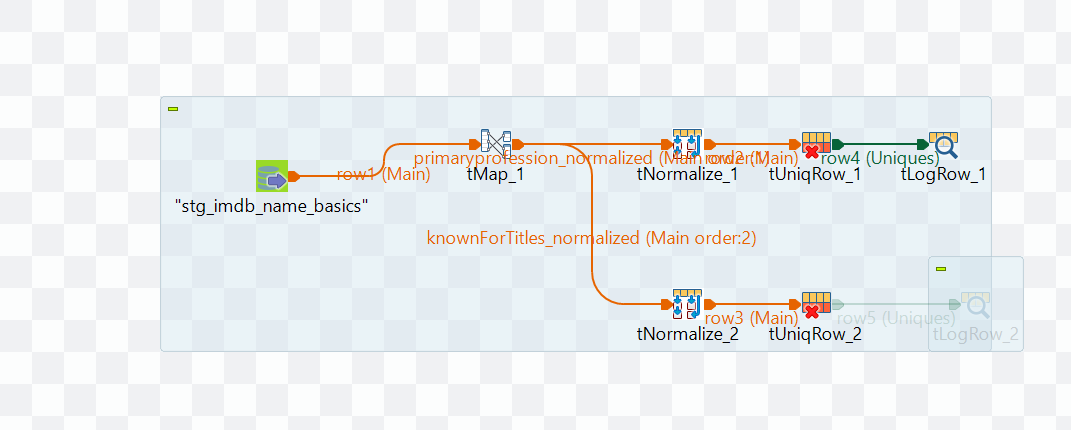 primaryprofession_normalized (Main order:1)
row2 (Main)
row4 (Uniques)
row1 (Main)
tMap_1
tNormalize_1
tUniqRow_1
tLogRow_1
"stg_imdb_name_basics"
knownForTitles_normalized (Main order:2)
row3 (Main)
row5 (Uniques)
tNormalize_2
tUniqRow_2
tLogRow_2